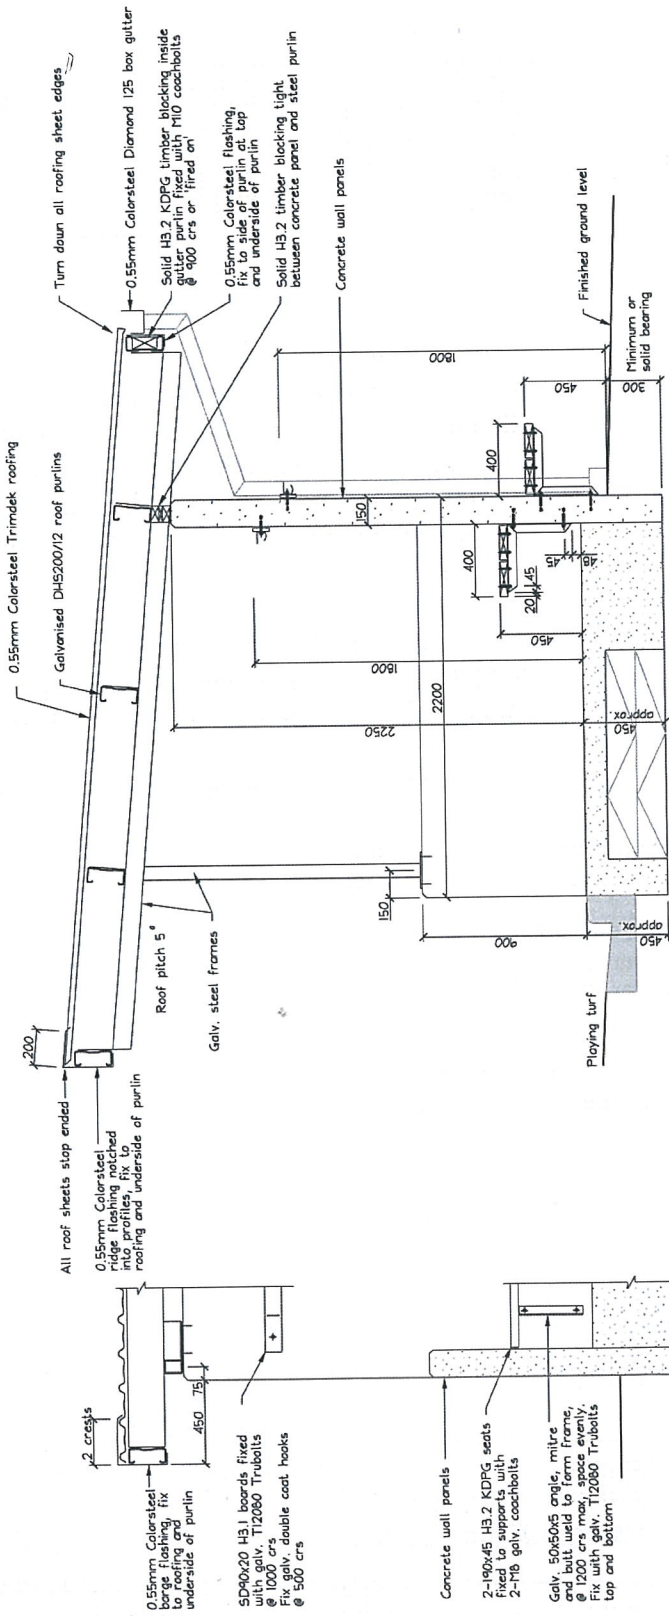 0.55mm Colorsteel Trimdek roofing
Turn down all roofing sheet edges
Galvanised DHS200/12 roof purlins
0.55mm Colorsteel Diamond 125 box gutter
Solid H3.2 KDPG timber blocking inside
gutter purlin fixed with M10 coachbolts
@ 900 crs or 'fired on'
0.55mm Colorsteel flashing,
fix to side of purlin at top
and underside of purlin
Solid H3.2 timber blocking tight
between concrete panel and steel purlin
Concrete wall panels
Finished ground level
Minimum or
solid bearing
200
All roof sheets stop ended
0.55mm Colorsteel
ridge flashing notched
into profiles, fix to
roofing and underside of purlin
Roof pitch 5°
Galv. steel frames
150
900
450
approx.
Playing turf
2250
2200
1800
150
400
450
20
45
45
48
450
approx.
1800
400
450
300
2 crests
0.55mm Colorsteel
barge flashing, fix
to roofing and
underside of purlin
450
75
SD90x20 H3.1 boards fixed
with galv. T12080 Trubolts
@ 1000 crs
Fix galv. double coat hooks
@ 500 crs
Concrete wall panels
2-190x45 H3.2 KDPG seats
fixed to supports with
2-M8 galv. coachbolts
Galv. 50x50x5 angle, mitre
and butt weld to form frame,
@ 1200 crs max, space evenly.
Fix with galv. T12080 Trubolts
top and bottom